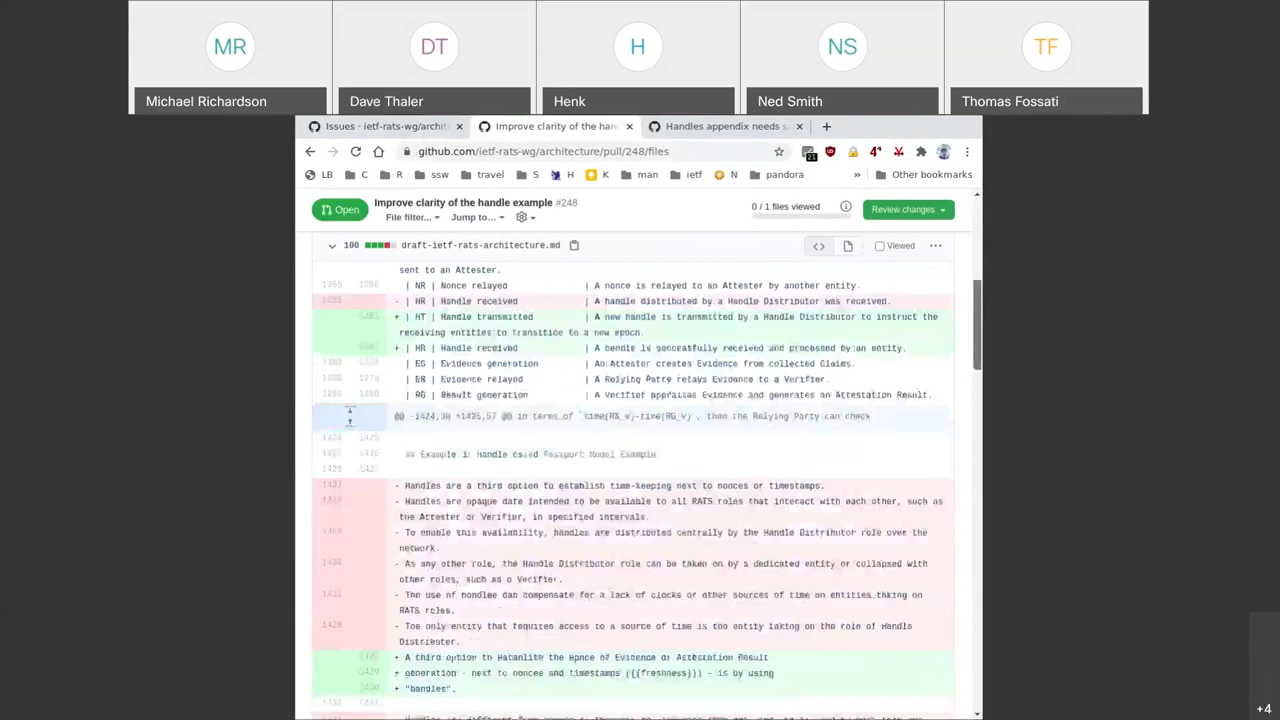 MR
DT
H
NS
TF
Michael Richardson
Dave Thaler
Henk
Ned Smith
Thomas Fossati
Issues · ietf-rats-wg/archite
Improve clarity of the han
Handles appendix needs s
github.com/ietf-rats-wg/architecture/pull/248/files
21
LB
C
R
ssw
travel
S
H
K
man
ietf
N
pandora
»
Other bookmarks
Open
Improve clarity of the handle example #248
File filter...
Jump to...
0 / 1 files viewed
Review changes
100
draft-ietf-rats-architecture.md
Viewed
sent to an Attester.
| NR | Nonce relayed | A nonce is relayed to an Attester by another entity.
- | HR | Handle received | A handle distributed by a Handle Distributor was received.
+ | HT | Handle transmitted | A new handle is transmitted by a Handle Distributor to instruct the
receiving entities to transition to a new epoch.
+ | HR | Handle received | A handle is successfully received and processed by an entity.
| EG | Evidence generation | An Attester creates Evidence from collected Claims.
| ER | Evidence relayed | A Relying Party relays Evidence to a Verifier.
| RG | Result generation | A Verifier appraises Evidence and generates an Attestation Result.
in terms of `time(RX_v)-time(RG_v)`, then the Relying Party can check
Handle-based Passport Model Example
- Handles are a third option to establish time-keeping next to nonces or timestamps.
- Handles are opaque data intended to be available to all RATS roles that interact with each other, such as
the Attester or Verifier, in specified intervals.
- To enable this availability, handles are distributed centrally by the Handle Distributor role over the
network.
- As any other role, the Handle Distributor role can be taken on by a dedicated entity or collapsed with
other roles, such as a Verifier.
- The use of handles can compensate for a lack of clocks or other sources of time on entities taking on
RATS roles.
- The only entity that requires access to a source of time is the entity taking on the role of Handle
Distributor.
+ A third option to of Evidence or Attestation Result
+ generation - next to nonces and timestamps ({{freshness}}) - is by using
+ "handles".
+4